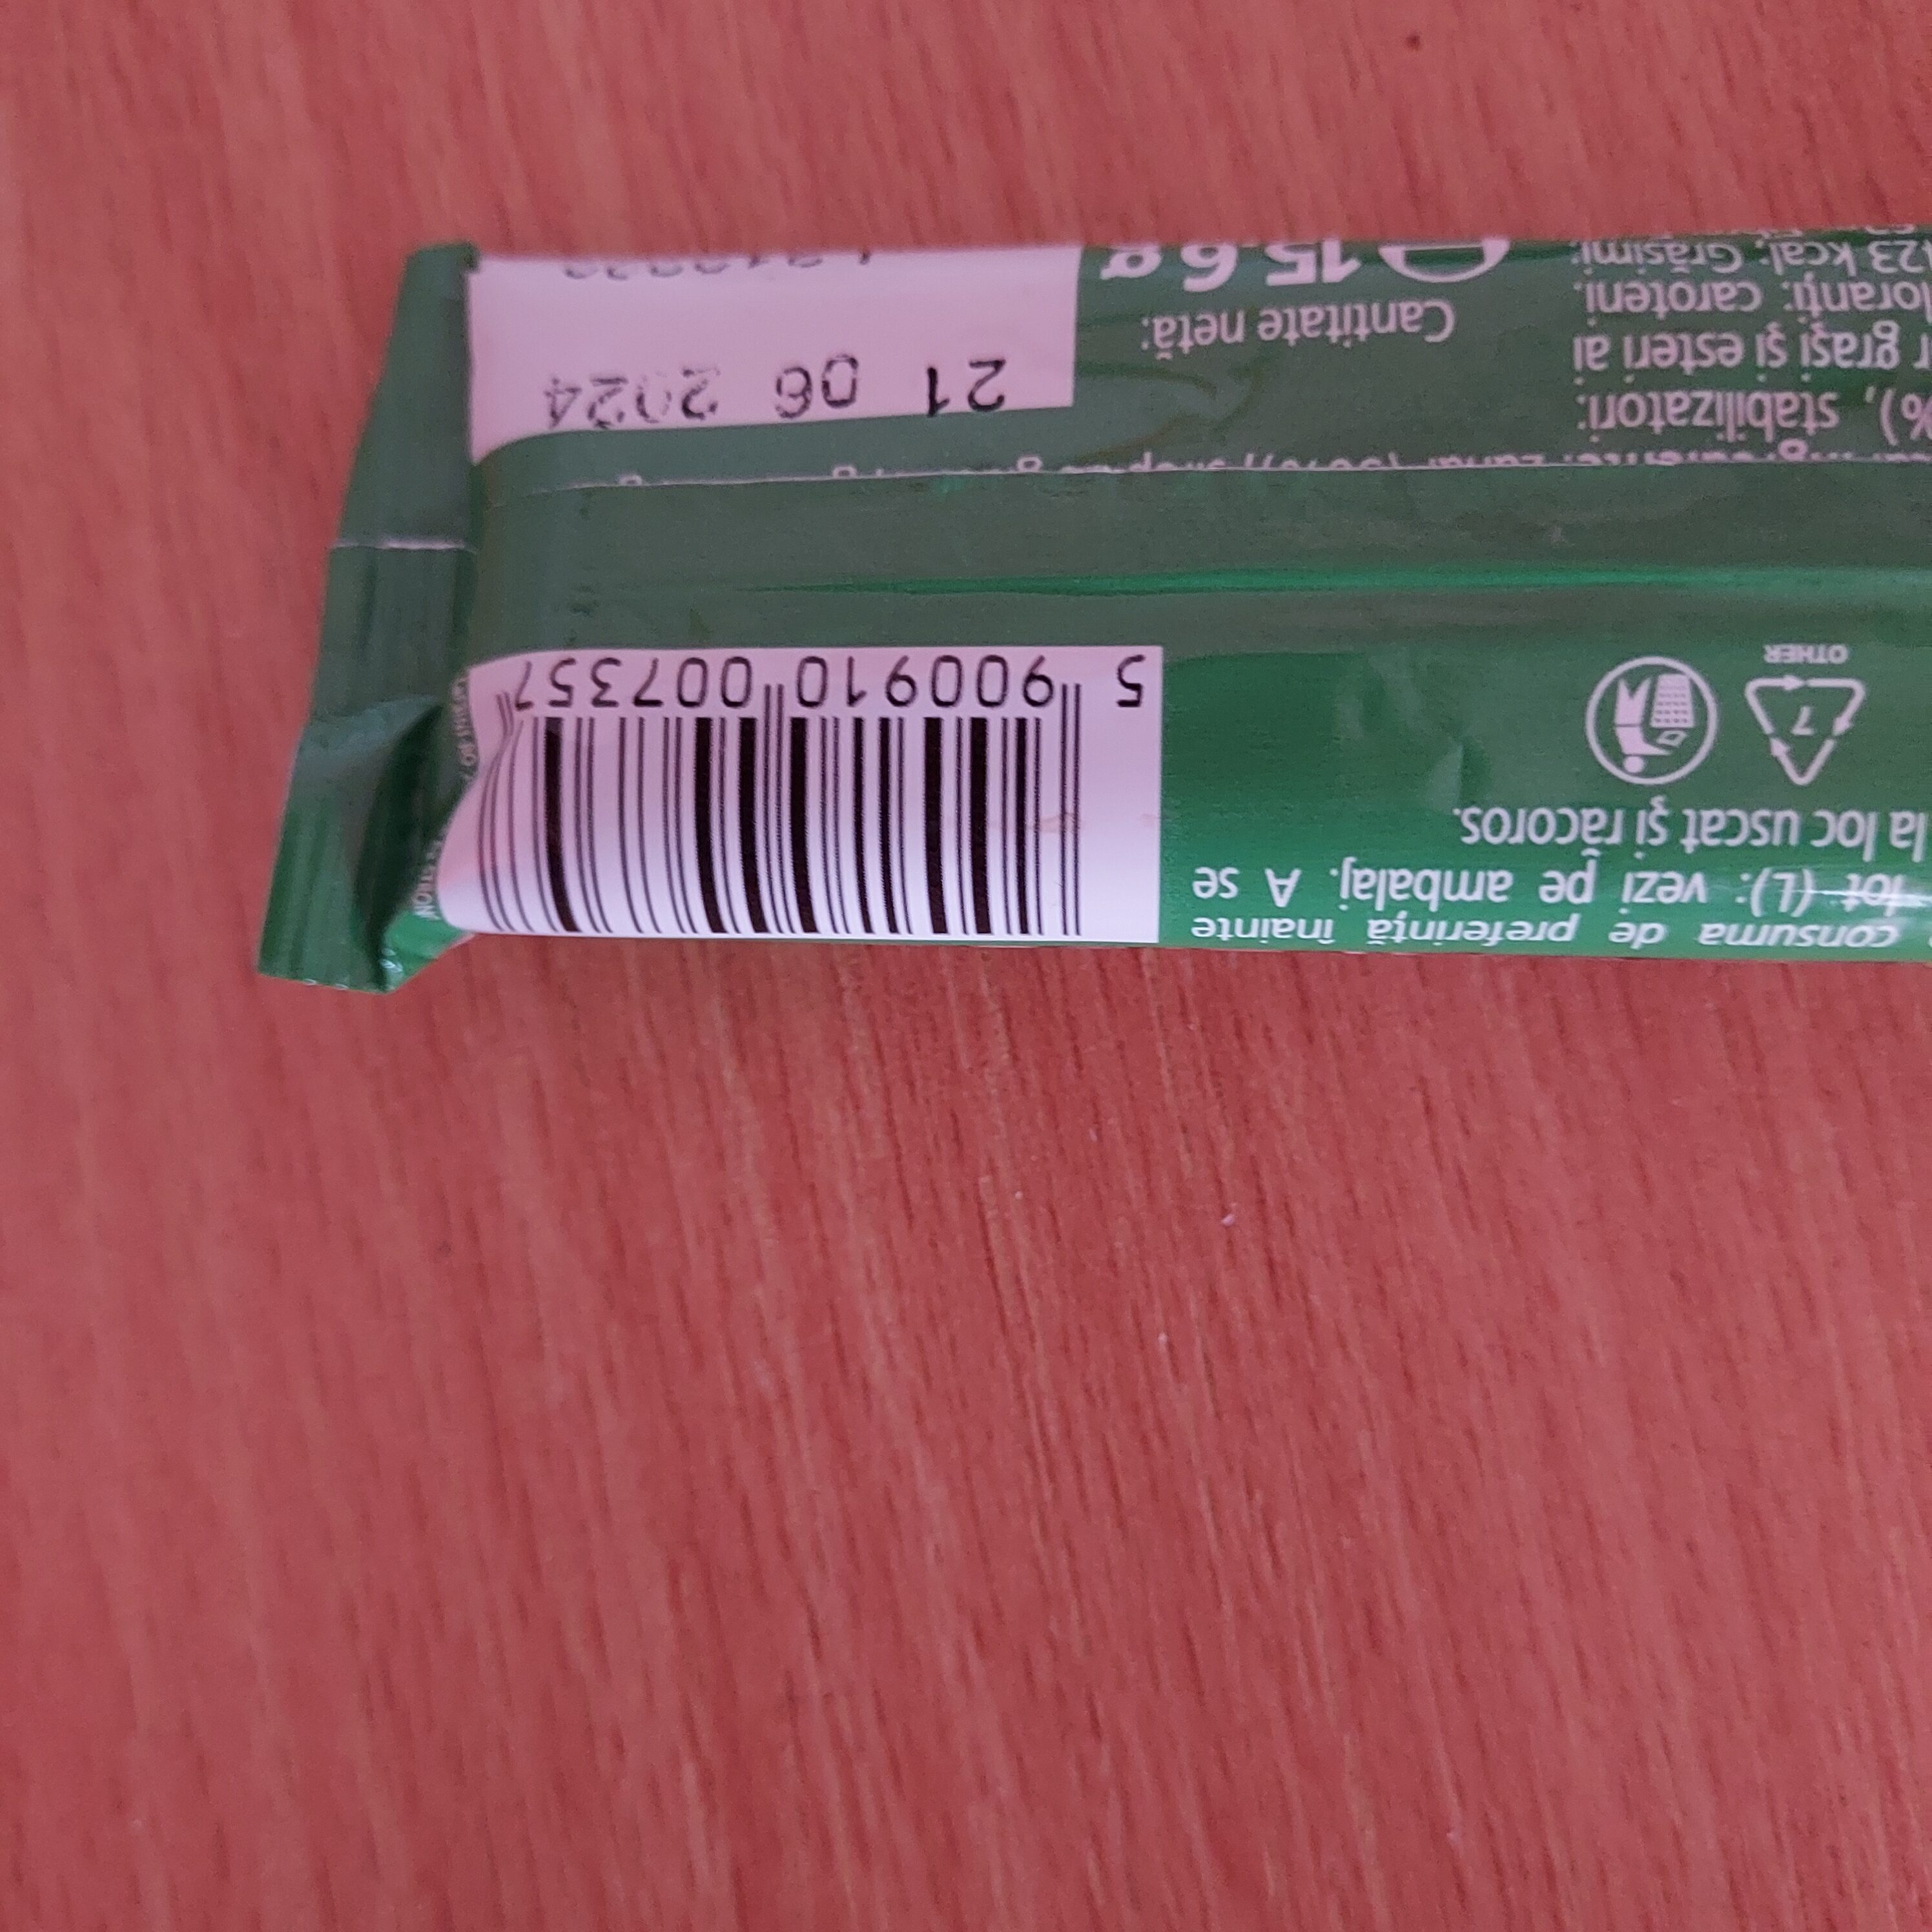 consuma de preferință înainte
lot (L): vezi pe ambalaj. A se
la loc uscat și răcoros.
7
OTHER
5 900910 007357
%), stabilizatori:
r grași și esteri ai
loranți: caroteni.
123 kcal; Grăsimi:
Cantitate netă:
15,6 g
21 06 2024